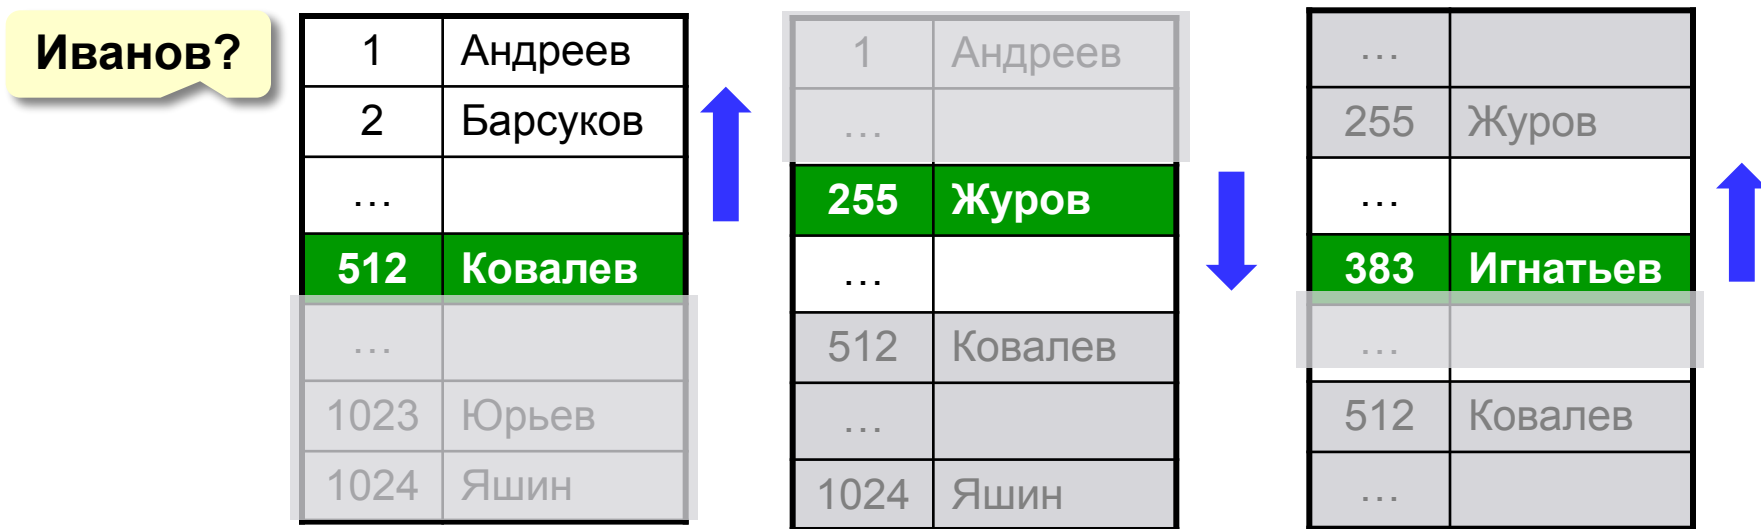 Иванов?
1 Андреев
2 Барсуков
…
512 Ковалев
…
1023 Юрьев
1024 Яшин
1 Андреев
…
255 Журов
…
512 Ковалев
…
1024 Яшин
…
255 Журов
…
383 Игнатьев
…
512 Ковалев
…